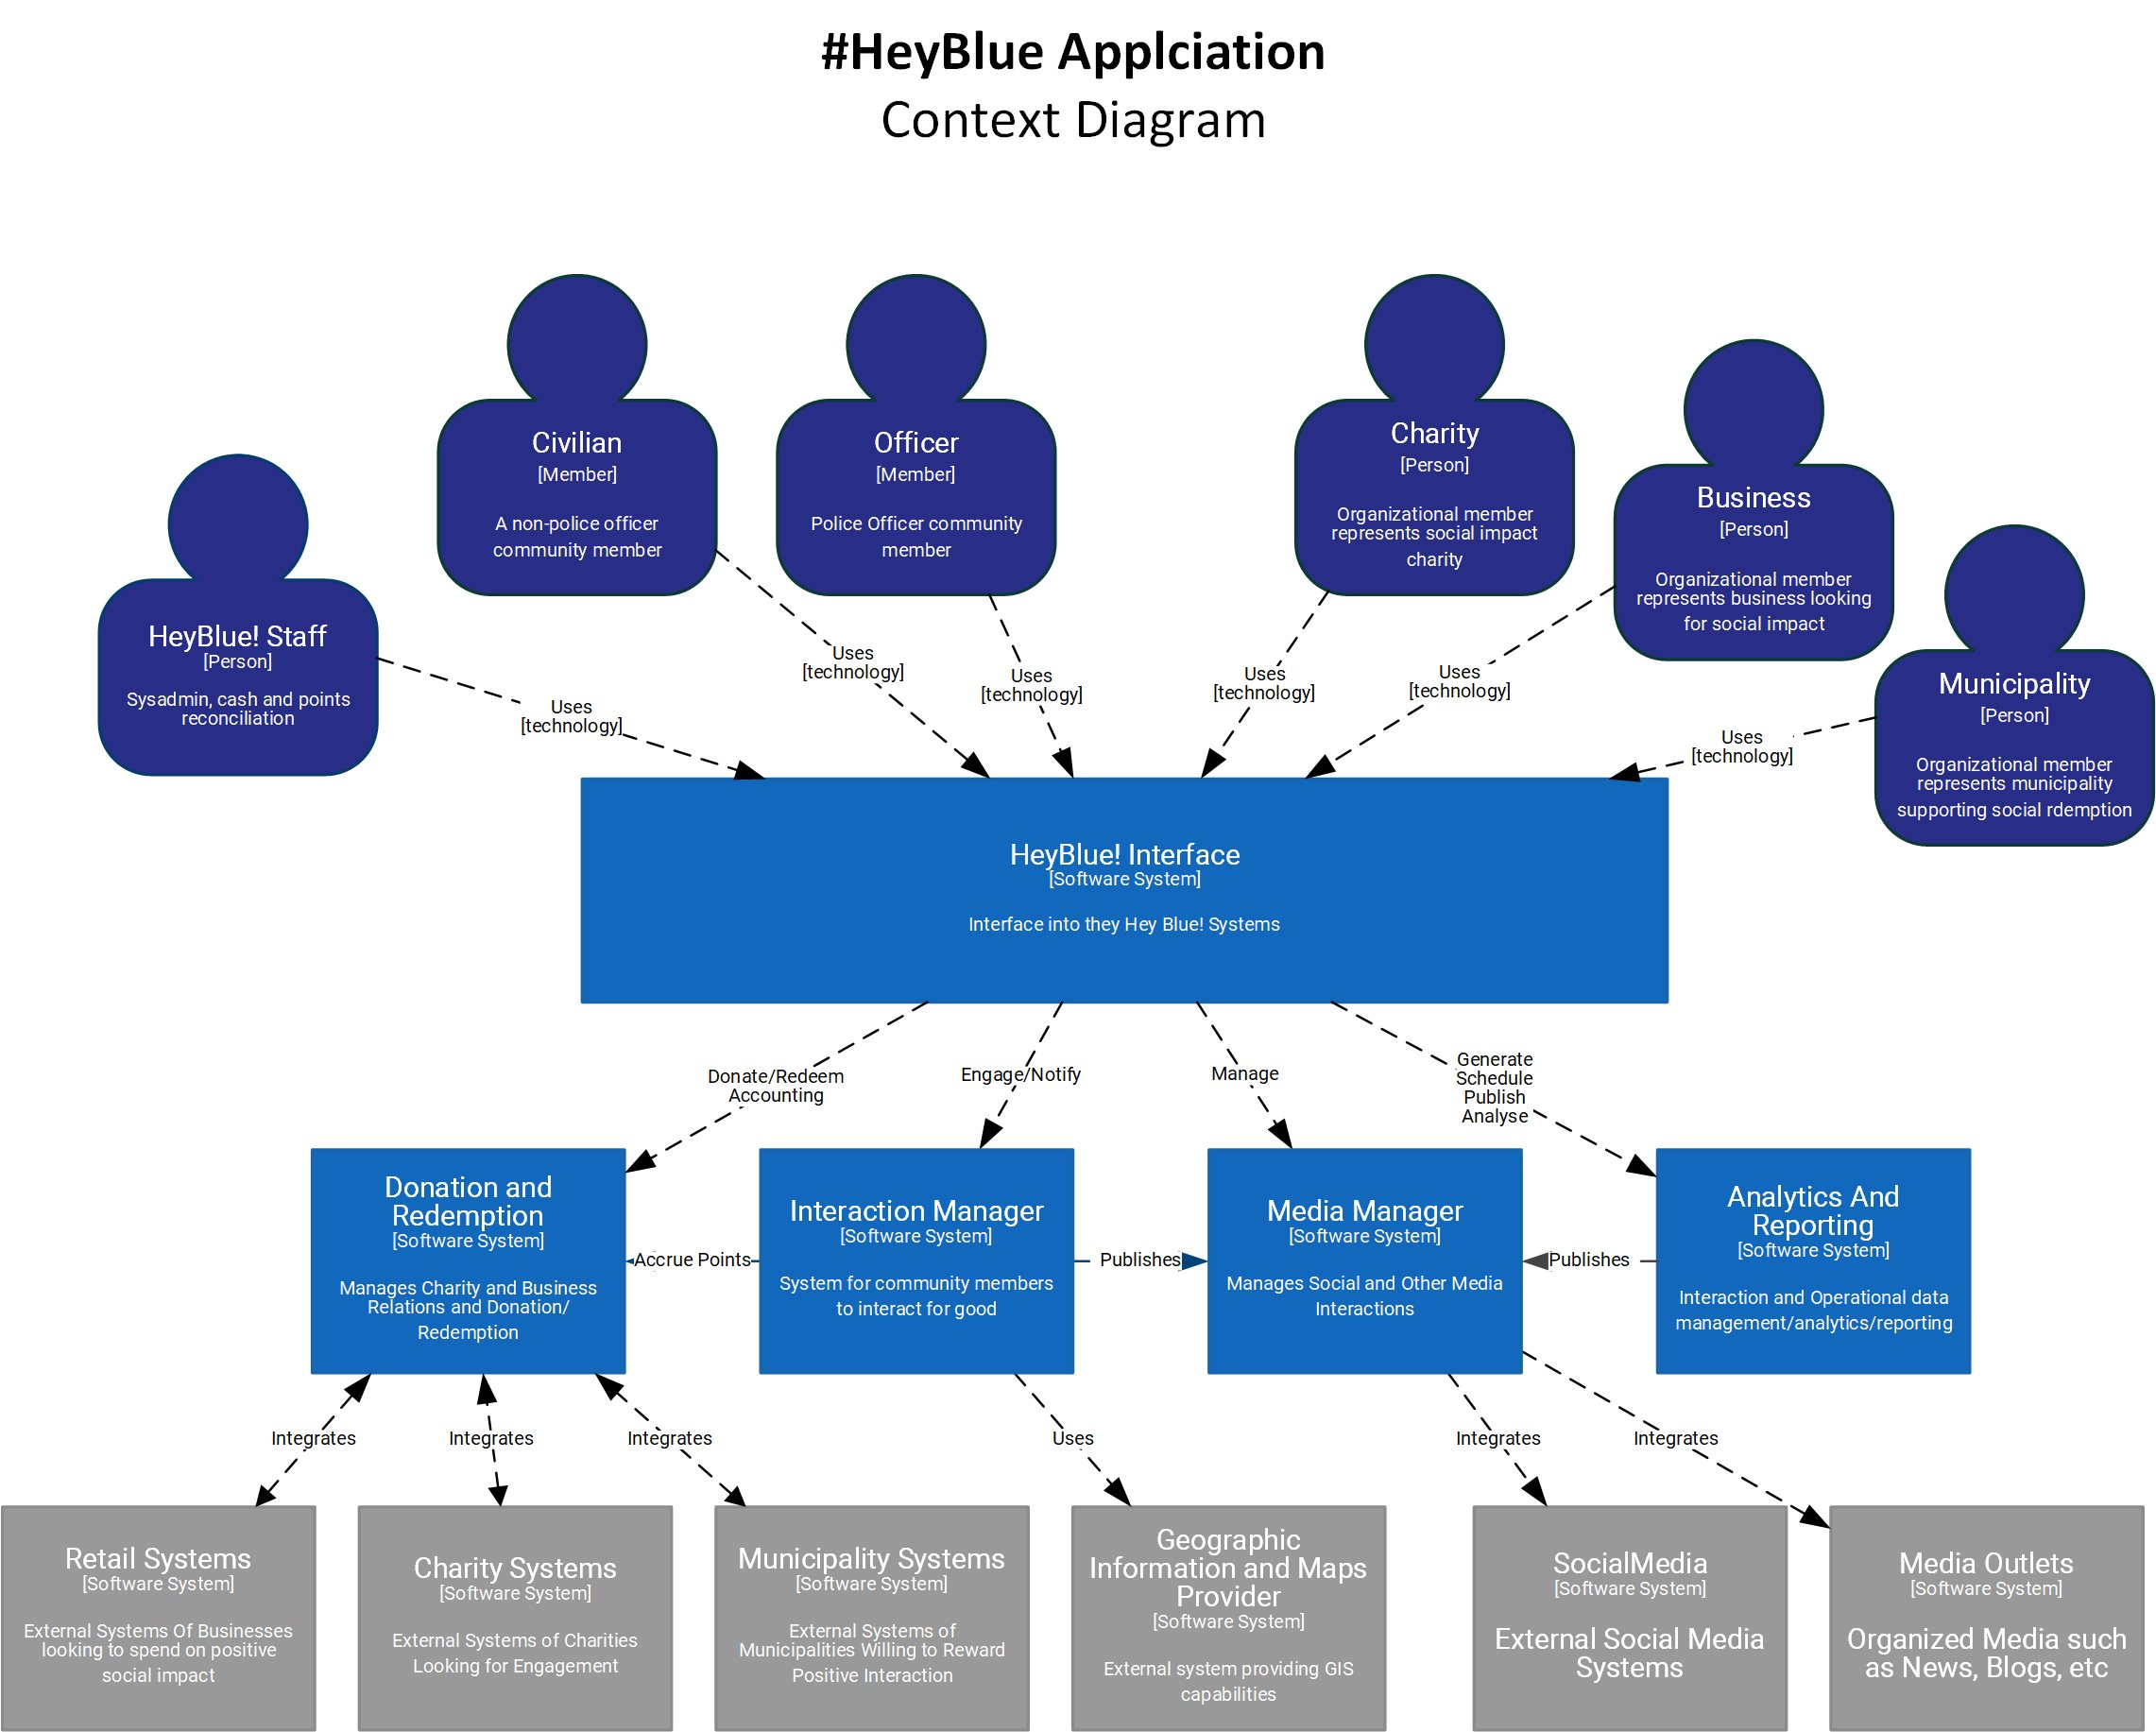 #HeyBlue Applciation
Context Diagram
Civilian
[Member]
A non-police officer
community member
Officer
[Member]
Police Officer community
member
Charity
[Person]
Organizational member
represents social impact
charity
Business
[Person]
Organizational member
represents business looking
for social impact
HeyBlue! Staff
[Person]
Sysadmin, cash and points
reconciliation
Municipality
[Person]
Organizational member
represents municipality
supporting social rdemption
Uses
[technology]
Uses
[technology]
Uses
[technology]
Uses
[technology]
Uses
[technology]
Uses
[technology]
HeyBlue! Interface
[Software System]
Interface into they Hey Blue! Systems
Donate/Redeem
Accounting
Engage/Notify
Manage
Generate
Schedule
Publish
Analyse
Donation and
Redemption
[Software System]
Manages Charity and Business
Relations and Donation/
Redemption
Accrue Points
Interaction Manager
[Software System]
System for community members
to interact for good
Publishes
Media Manager
[Software System]
Manages Social and Other Media
Interactions
Publishes
Analytics And
Reporting
[Software System]
Interaction and Operational data
management/analytics/reporting
Integrates
Integrates
Integrates
Uses
Integrates
Integrates
Retail Systems
[Software System]
External Systems Of Businesses
looking to spend on positive
social impact
Charity Systems
[Software System]
External Systems of Charities
Looking for Engagement
Municipality Systems
[Software System]
External Systems of
Municipalities Willing to Reward
Positive Interaction
Geographic
Information and Maps
Provider
[Software System]
External system providing GIS
capabilities
SocialMedia
[Software System]
External Social Media
Systems
Media Outlets
[Software System]
Organized Media such
as News, Blogs, etc